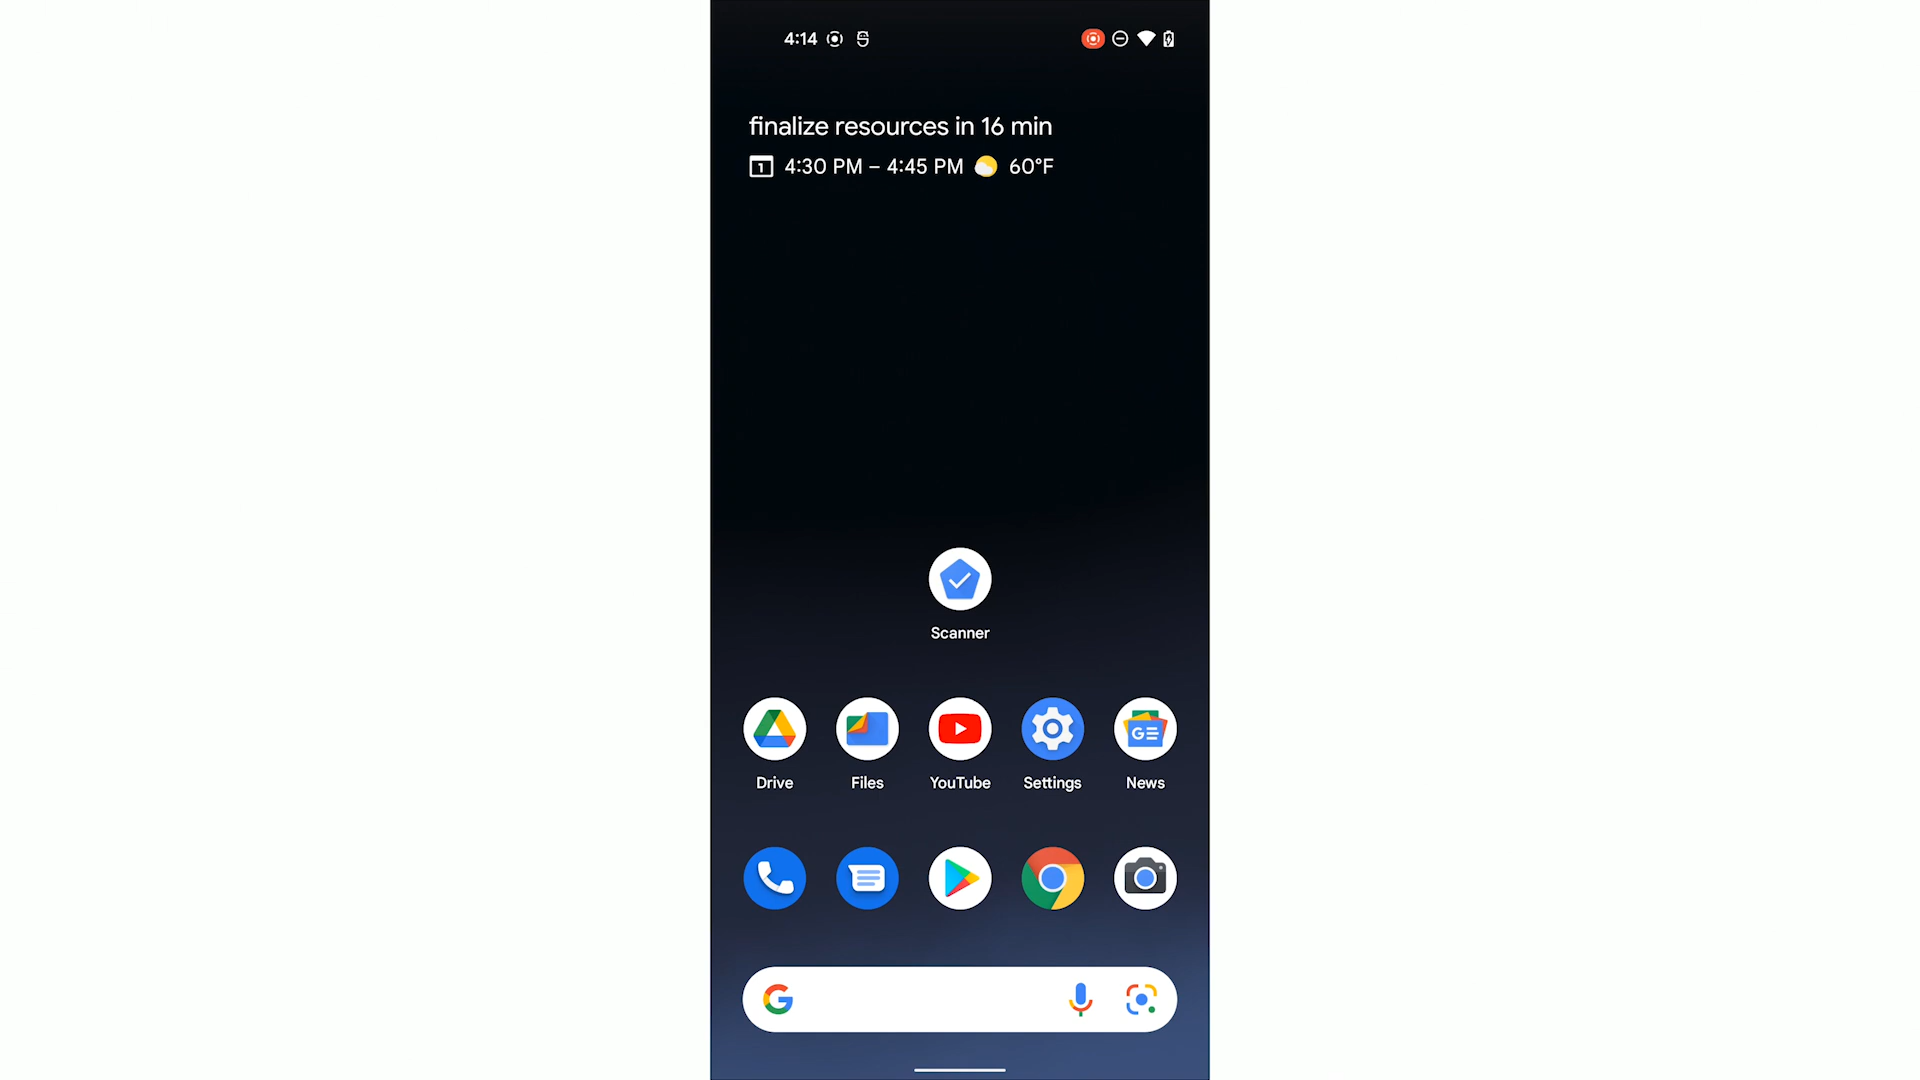 4:14
finalize resources in 16 min
1 4:30 PM – 4:45 PM 60°F
Scanner
Drive Files YouTube Settings News